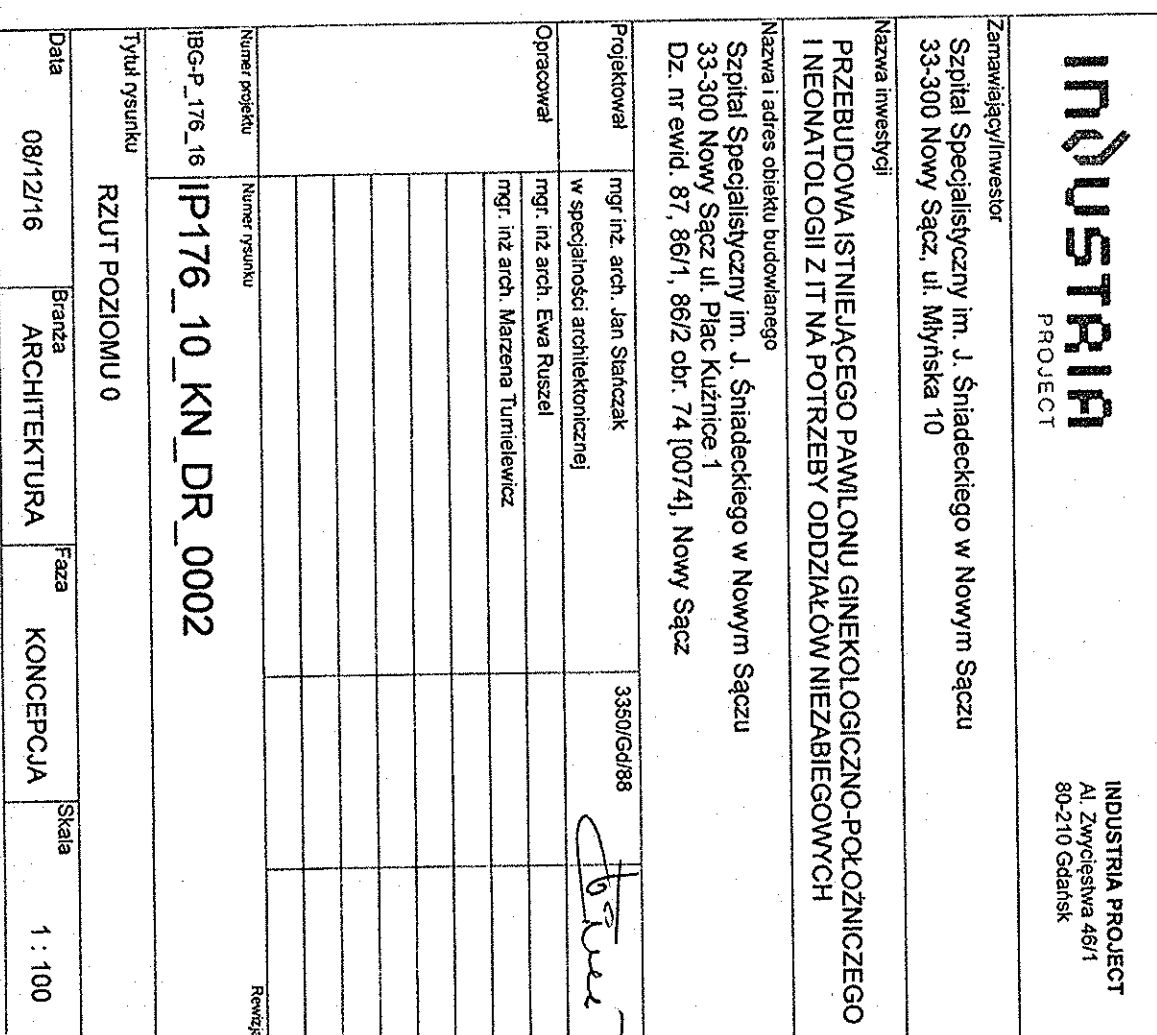 INDUSTRIA
PROJECT
INDUSTRIA PROJECT
Al. Zwycięstwa 46/1
80-210 Gdańsk
Zamawiający/Inwestor
Szpital Specjalistyczny im. J. Śniadeckiego w Nowym Sączu
33-300 Nowy Sącz, ul. Młyńska 10
Nazwa inwestycji
PRZEBUDOWA ISTNIEJĄCEGO PAWILONU GINEKOLOGICZNO-POŁOŻNICZEGO
I NEONATOLOGII Z IT NA POTRZEBY ODDZIAŁÓW NIEZABIEGOWYCH
Nazwa i adres obiektu budowlanego
Szpital Specjalistyczny im. J. Śniadeckiego w Nowym Sączu
33-300 Nowy Sącz ul. Plac Kuźnice 1
Dz. nr ewid. 87, 86/1, 86/2 obr. 74 [0074], Nowy Sącz
Projektował
mgr inż. arch. Jan Stańczak
w specjalności architektonicznej
3350/Gd/88
Opracował
mgr. inż arch. Ewa Ruszel
mgr. inż arch. Marzena Tumielewicz
Numer projektu
IBG-P_176_16
Numer rysunku
IP176_10_KN_DR_0002
Rewizja
Tytuł rysunku
RZUT POZIOMU 0
Data
08/12/16
Branża
ARCHITEKTURA
Faza
KONCEPCJA
Skala
1 : 100